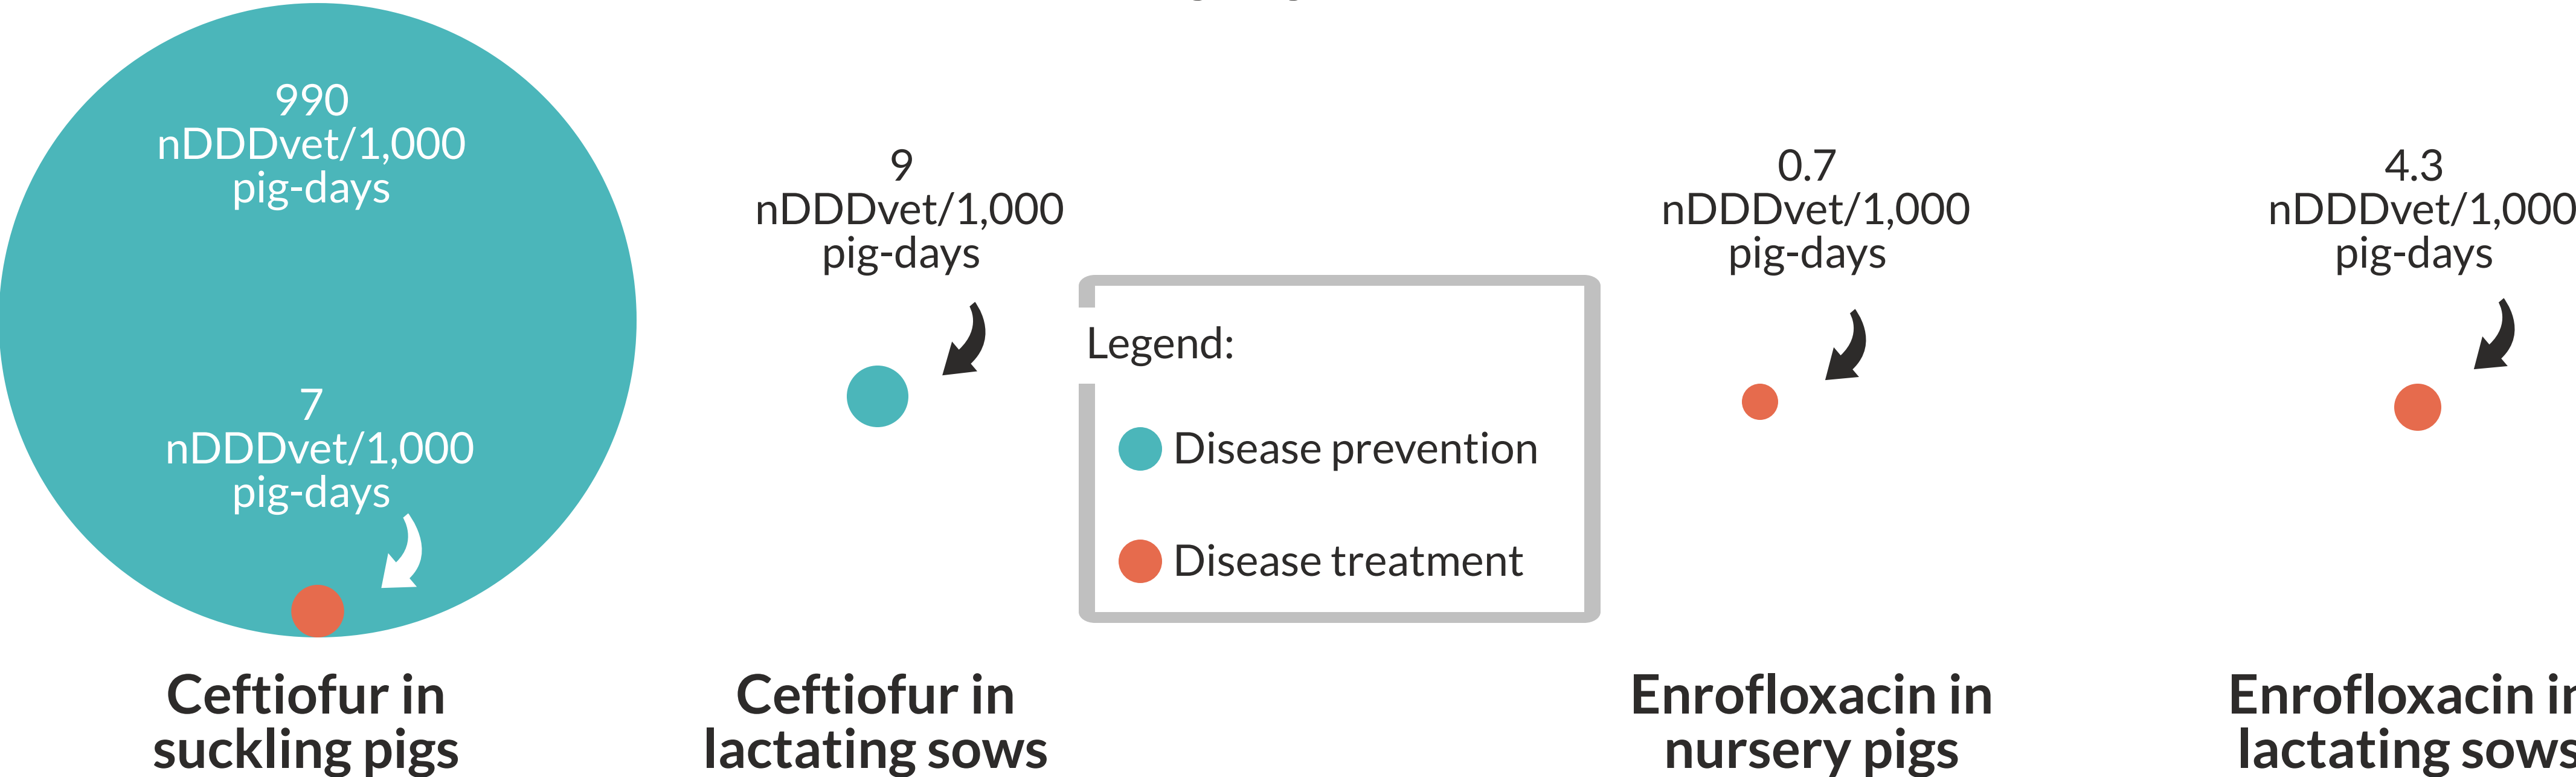 990
nDDDvet/1,000
pig-days
7
nDDDvet/1,000
pig-days
Ceftiofur in
suckling pigs
9
nDDDvet/1,000
pig-days
Ceftiofur in
lactating sows
Legend:
Disease prevention
Disease treatment
0.7
nDDDvet/1,000
pig-days
Enrofloxacin in
nursery pigs
4.3
nDDDvet/1,000
pig-days
Enrofloxacin in
lactating sows